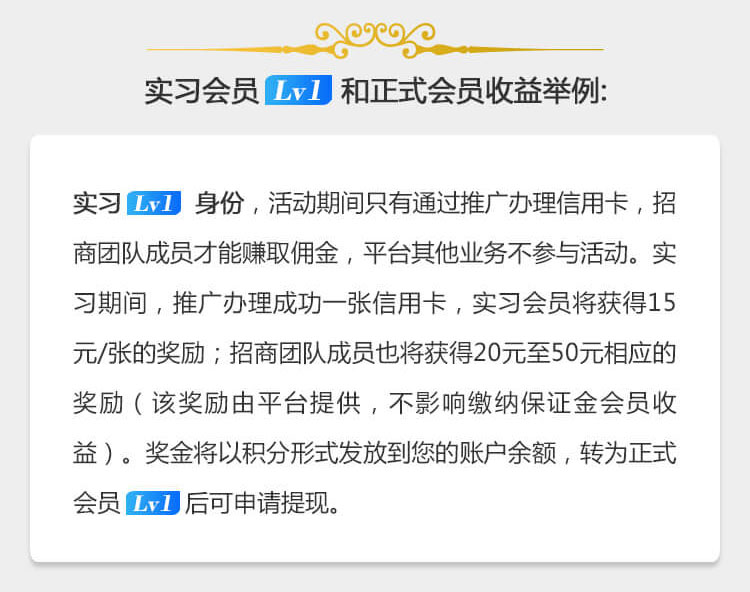 实习会员 Lv1 和正式会员收益举例:
实习 Lv1 身份，活动期间只有通过推广办理信用卡，招
商团队成员才能赚取佣金，平台其他业务不参与活动。实
习期间，推广办理成功一张信用卡，实习会员将获得15
元/张的奖励；招商团队成员也将获得20元至50元相应的
奖励（该奖励由平台提供，不影响缴纳保证金会员收
益）。奖金将以积分形式发放到您的账户余额，转为正式
会员 Lv1 后可申请提现。